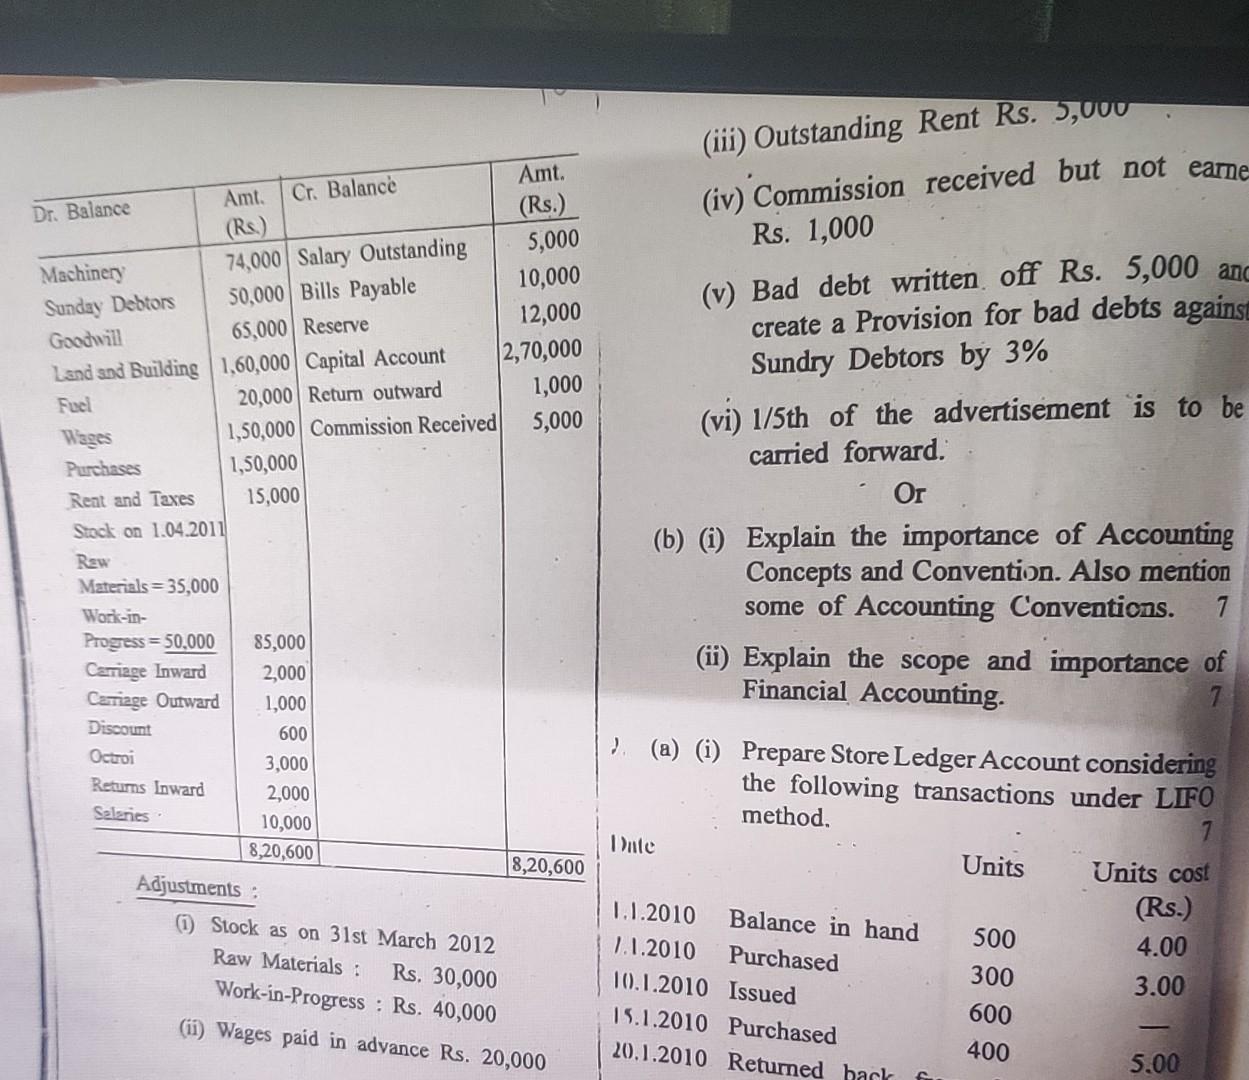 Dr. Balance Amt. (Rs.) Cr. Balance Amt. (Rs.)
Machinery 74,000 Salary Outstanding 5,000
Sunday Debtors 50,000 Bills Payable 10,000
Goodwill 65,000 Reserve 12,000
Land and Building 1,60,000 Capital Account 2,70,000
Fuel 20,000 Return outward 1,000
Wages 1,50,000 Commission Received 5,000
Purchases 1,50,000
Rent and Taxes 15,000
Stock on 1.04.2011
Raw
Materials = 35,000
Work-in-
Progress = 50,000 85,000
Carriage Inward 2,000
Carriage Outward 1,000
Discount 600
Octroi 3,000
Returns Inward 2,000
Salaries 10,000
8,20,600 8,20,600
Adjustments :
(i) Stock as on 31st March 2012
Raw Materials : Rs. 30,000
Work-in-Progress : Rs. 40,000
(ii) Wages paid in advance Rs. 20,000
(iii) Outstanding Rent Rs. 5,000
(iv) Commission received but not earne
Rs. 1,000
(v) Bad debt written off Rs. 5,000 and
create a Provision for bad debts against
Sundry Debtors by 3%
(vi) 1/5th of the advertisement is to be
carried forward.
Or
(b) (i) Explain the importance of Accounting
Concepts and Convention. Also mention
some of Accounting Conventions. 7
(ii) Explain the scope and importance of
Financial Accounting. 7
(a) (i) Prepare Store Ledger Account considering
the following transactions under LIFO
method. 7
Date Units Units cost
(Rs.)
1.1.2010 Balance in hand 500 4.00
1.2010 Purchased 300 3.00
10.1.2010 Issued 600 —
15.1.2010 Purchased 400 5.00
20.1.2010 Returned back